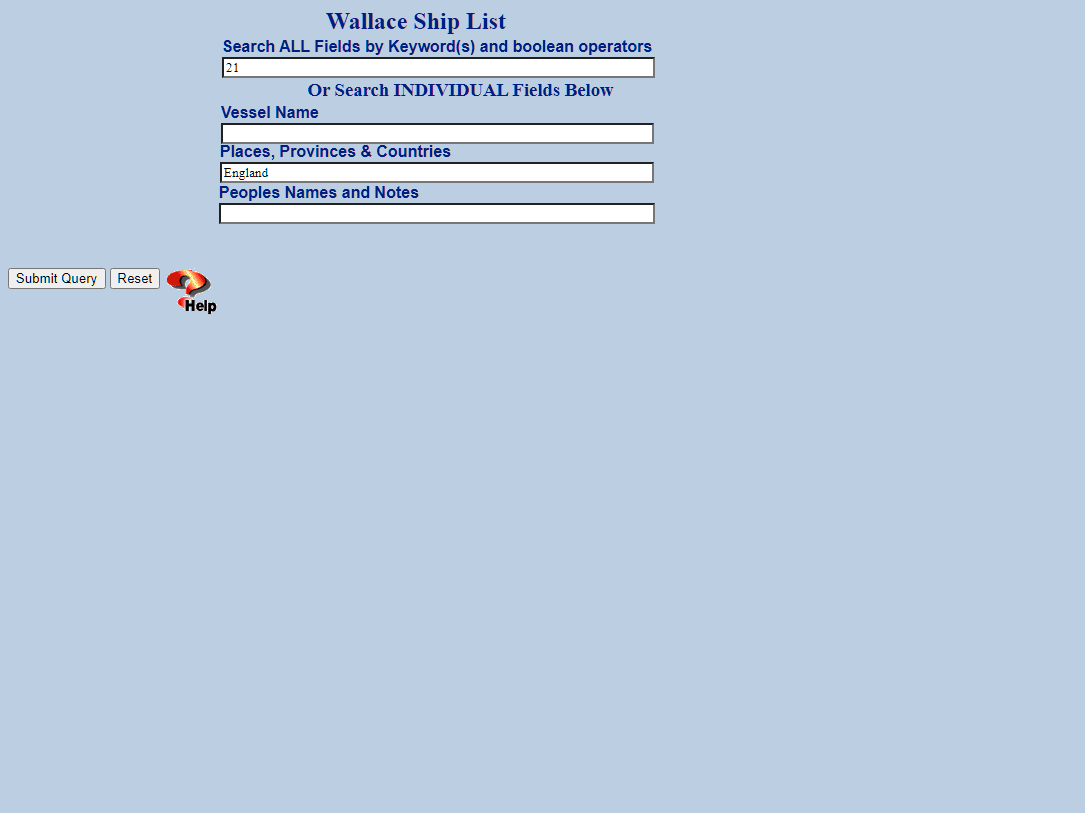 Wallace Ship List
Search ALL Fields by Keyword(s) and boolean operators
21
Or Search INDIVIDUAL Fields Below
Vessel Name
Places, Provinces & Countries
England
Peoples Names and Notes
Submit Query Reset
Help